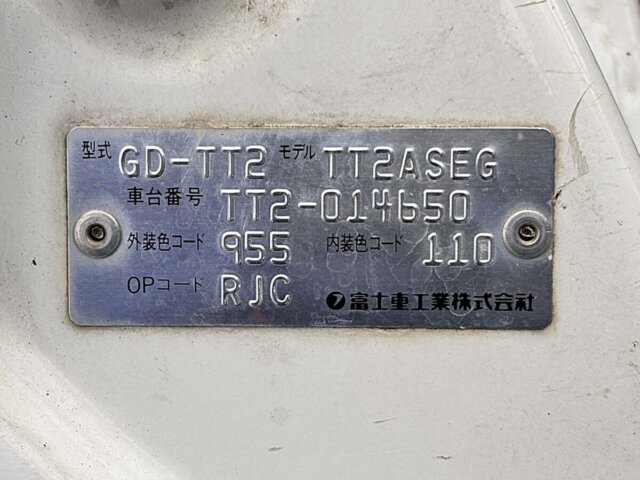 型式 GD-TT2 モデル TT2ASEG
車台番号 TT2-014650
外装色コード 955 内装色コード 110
OPコード RJC 富士重工業株式会社